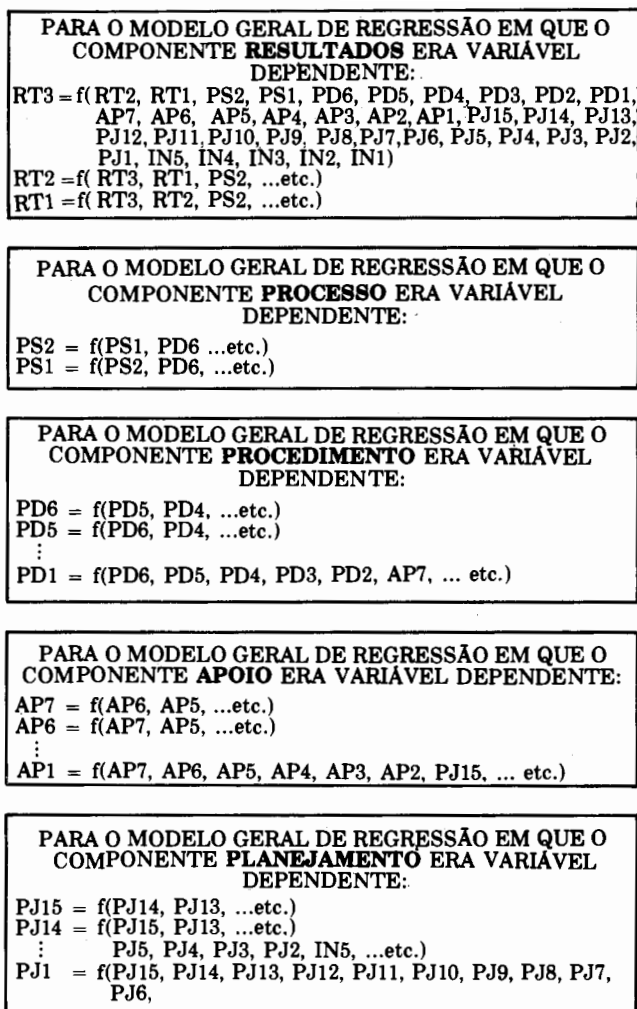 PARA O MODELO GERAL DE REGRESSÃO EM QUE O
COMPONENTE RESULTADOS ERA VARIÁVEL
DEPENDENTE:
RT3 =f( RT2, RT1, PS2, PS1, PD6, PD5, PD4, PD3, PD2, PD1,
AP7, AP6, AP5, AP4, AP3, AP2, AP1, PJ15, PJ14, PJ13,
PJ12, PJ11, PJ10, PJ9, PJ8, PJ7, PJ6, PJ5, PJ4, PJ3, PJ2,
PJ1, IN5, IN4, IN3, IN2, IN1)
RT2 =f( RT3, RT1, PS2, ...etc.)
RT1 =f( RT3, RT2, PS2, ...etc.)
PARA O MODELO GERAL DE REGRESSÃO EM QUE O
COMPONENTE PROCESSO ERA VARIÁVEL
DEPENDENTE:
PS2 = f(PS1, PD6 ...etc.)
PS1 = f(PS2, PD6, ...etc.)
PARA O MODELO GERAL DE REGRESSÃO EM QUE O
COMPONENTE PROCEDIMENTO ERA VARIÁVEL
DEPENDENTE:
PD6 = f(PD5, PD4, ...etc.)
PD5 = f(PD6, PD4, ...etc.)
⋮
PD1 = f(PD6, PD5, PD4, PD3, PD2, AP7, ... etc.)
PARA O MODELO GERAL DE REGRESSÃO EM QUE O
COMPONENTE APOIO ERA VARIÁVEL DEPENDENTE:
AP7 = f(AP6, AP5, ...etc.)
AP6 = f(AP7, AP5, ...etc.)
⋮
AP1 = f(AP7, AP6, AP5, AP4, AP3, AP2, PJ15, ... etc.)
PARA O MODELO GERAL DE REGRESSÃO EM QUE O
COMPONENTE PLANEJAMENTO ERA VARIÁVEL
DEPENDENTE:
PJ15 = f(PJ14, PJ13, ...etc.)
PJ14 = f(PJ15, PJ13, ...etc.)
⋮ PJ5, PJ4, PJ3, PJ2, IN5, ...etc.)
PJ1 = f(PJ15, PJ14, PJ13, PJ12, PJ11, PJ10, PJ9, PJ8, PJ7,
PJ6,